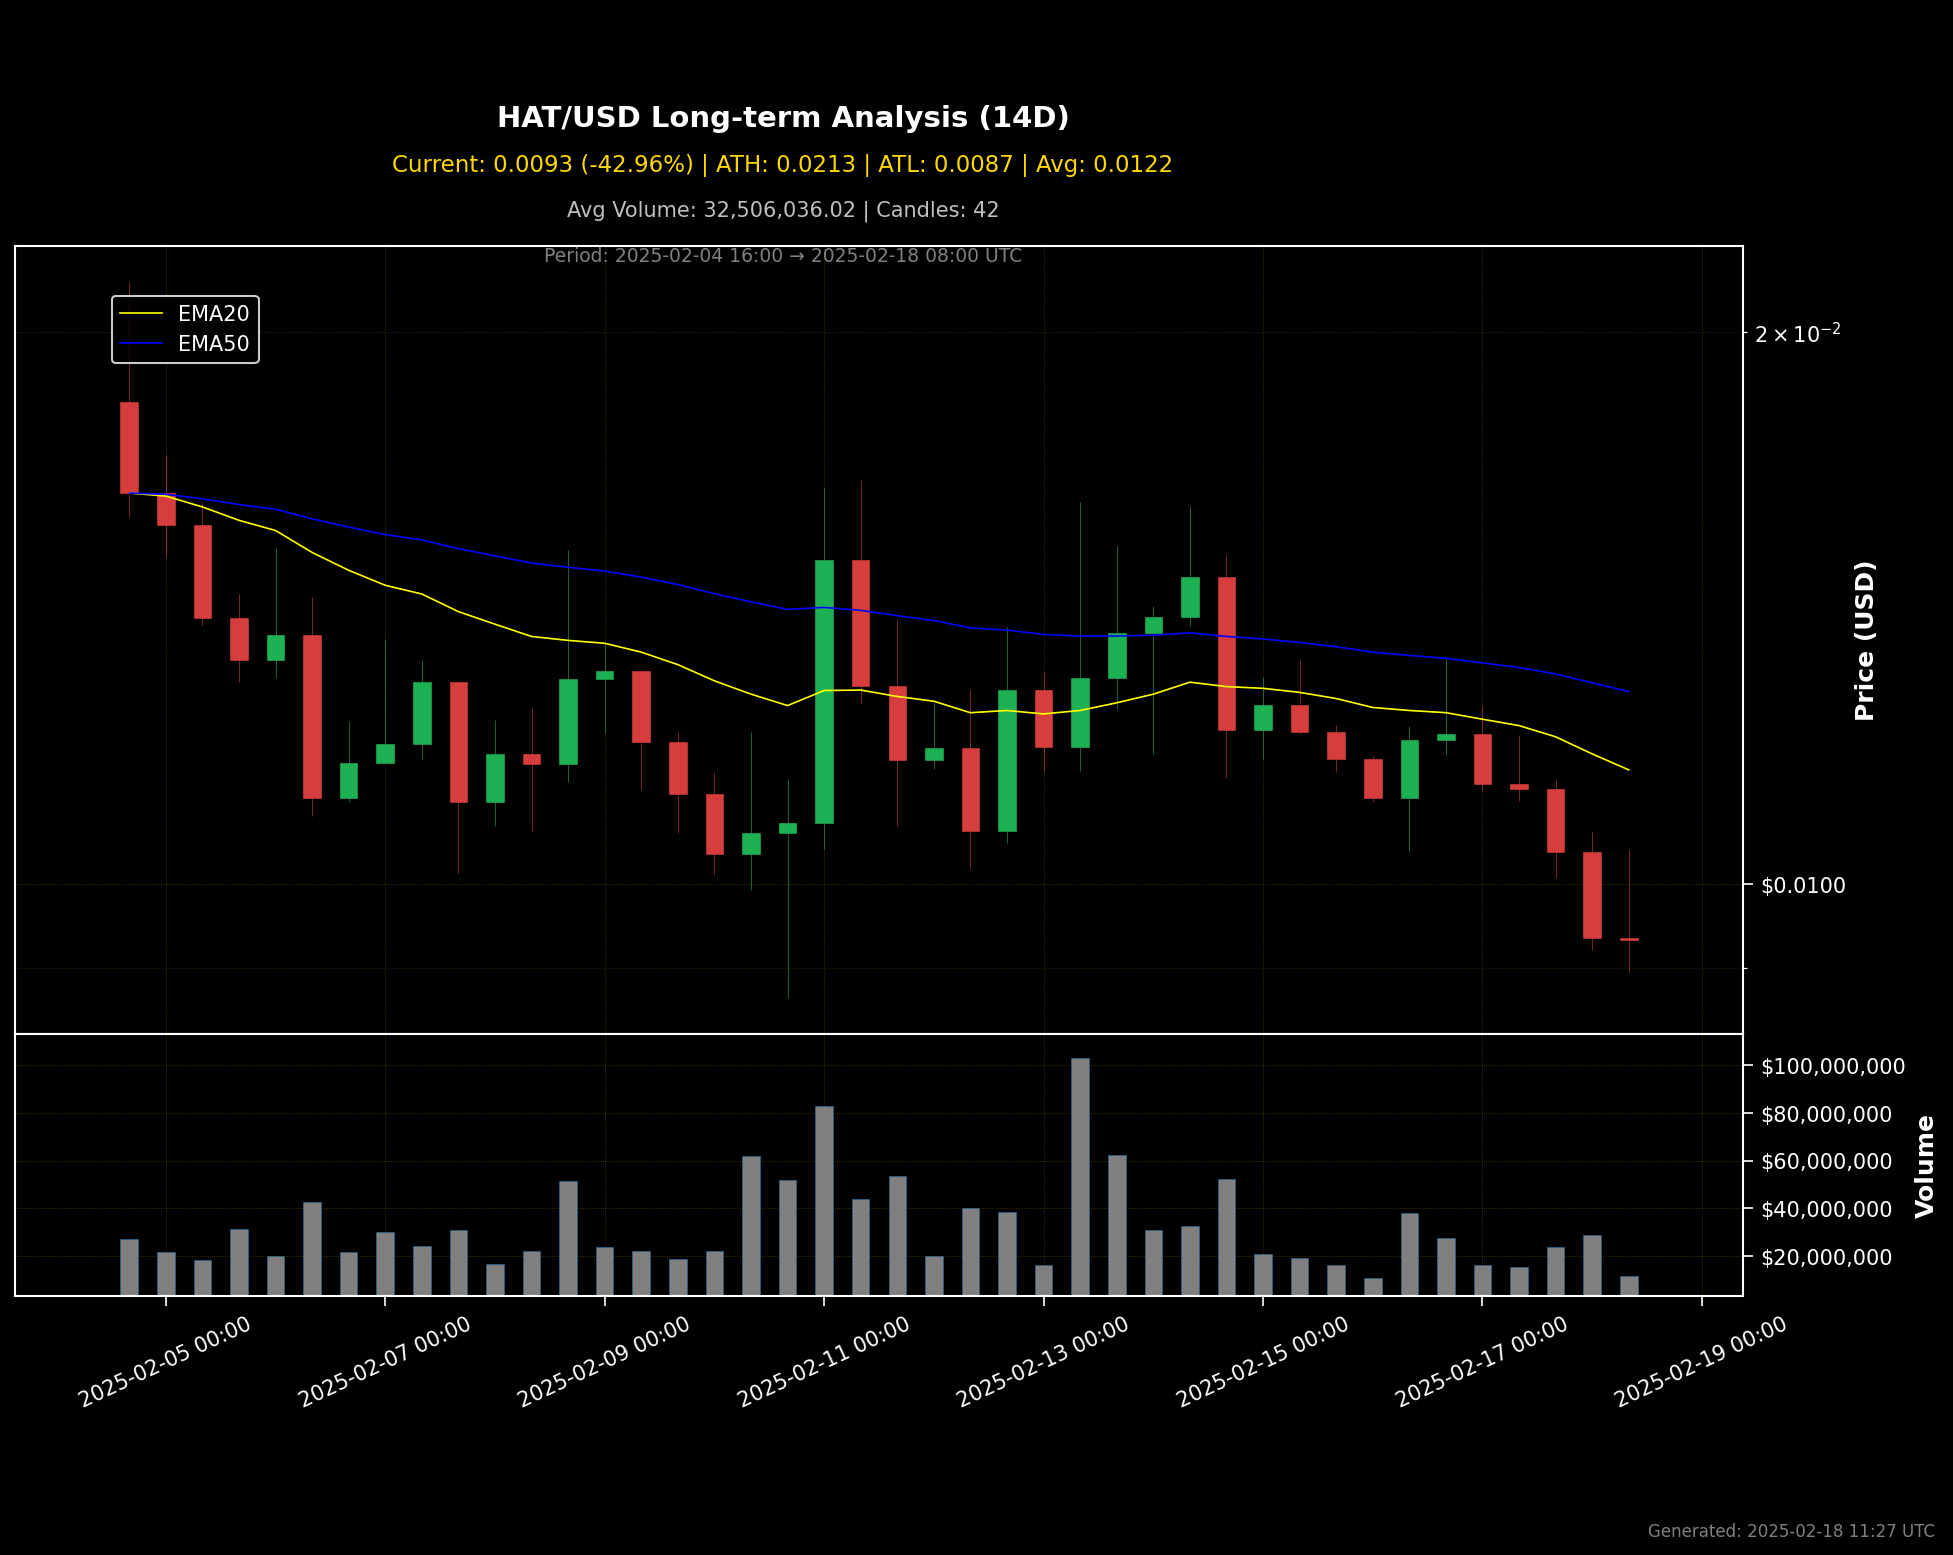 HAT/USD Long-term Analysis (14D)
Current: 0.0093 (-42.96%) | ATH: 0.0213 | ATL: 0.0087 | Avg: 0.0122
Avg Volume: 32,506,036.02 | Candles: 42
Period: 2025-02-04 16:00 → 2025-02-18 08:00 UTC
EMA20
EMA50
2 × 10⁻²
$0.0100
Price (USD)
$100,000,000
$80,000,000
$60,000,000
$40,000,000
$20,000,000
Volume
2025-02-05 00:00
2025-02-07 00:00
2025-02-09 00:00
2025-02-11 00:00
2025-02-13 00:00
2025-02-15 00:00
2025-02-17 00:00
2025-02-19 00:00
Generated: 2025-02-18 11:27 UTC